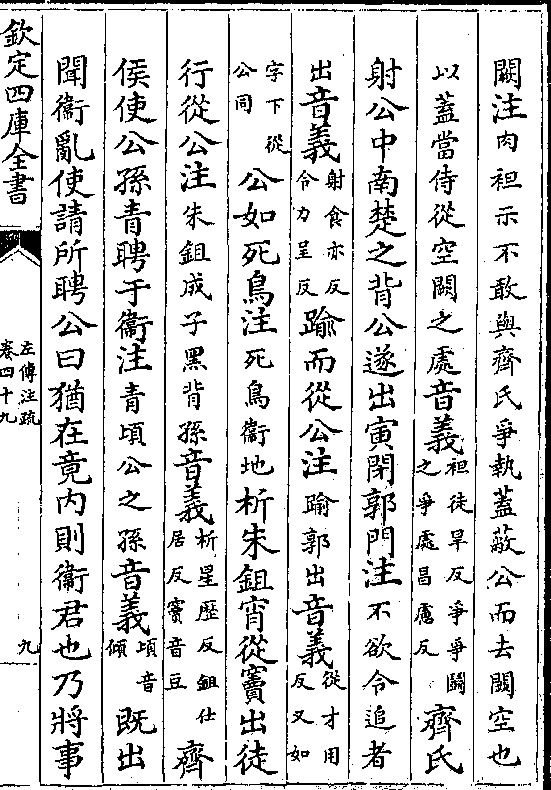 闕注肉袒示不敢與齊氏爭執蓋蔽公而去闕空也
以蓋當侍從空闕之處音義袒徒旱反爭爭鬬之爭處昌慮反齊氏
射公中南楚之背公遂出寅閉郭門注不欲令追者
出音義射食亦反令力呈反踰而從公注踰郭出音義從才用反又如
字下從公同公如死鳥注死鳥衞地析朱鉏宵從竇出徒
行從公注朱鉏成子黑背孫音義析星歷反鉏仕居反竇音豆齊
侯使公孫青聘于衞注青頃公之孫音義頃音傾既出
聞衞亂使請所聘公曰猶在竟内則衞君也乃將事
欽定四庫全書
左傳注疏
卷四十九
九